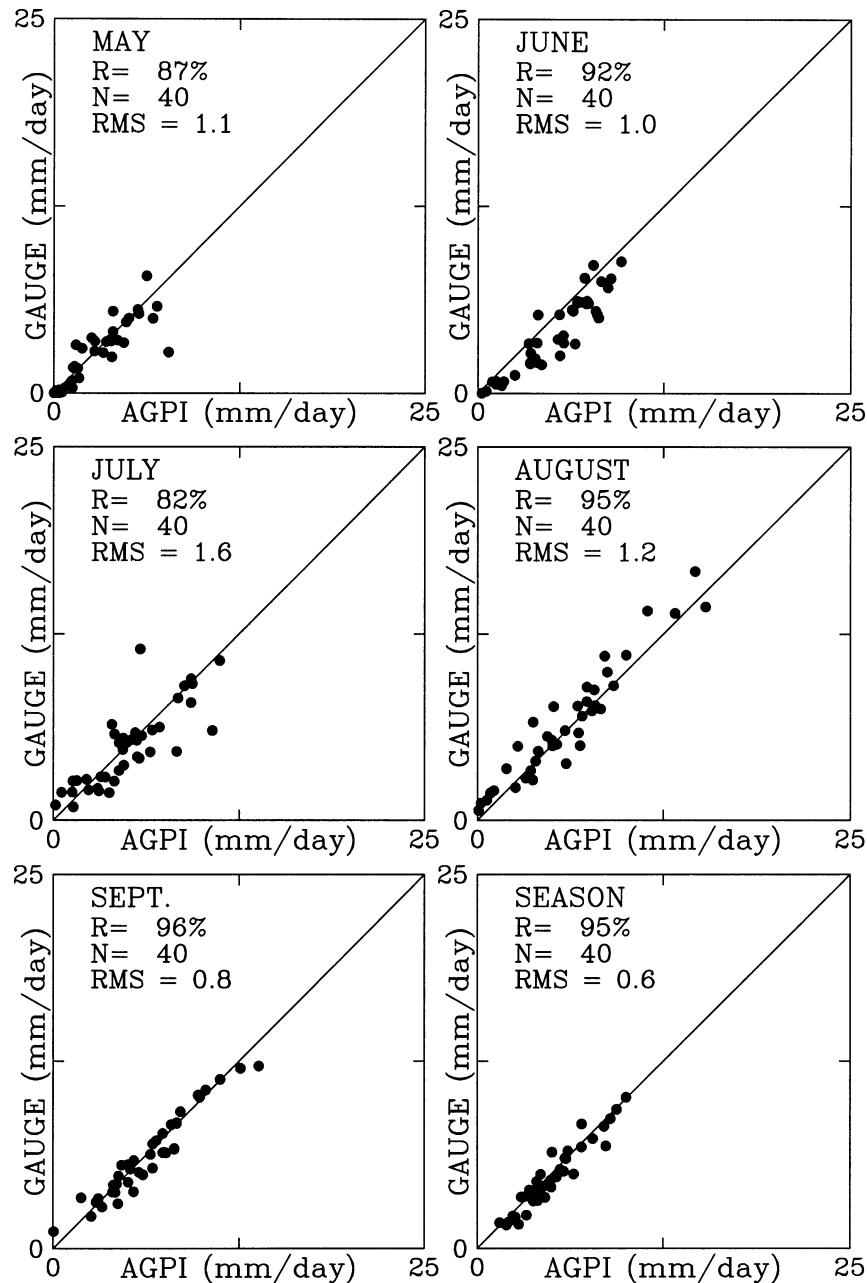 25
MAY
R= 87%
N= 40
RMS = 1.1
GAUGE (mm/day)
0
0
AGPI (mm/day)
25
25
JUNE
R= 92%
N= 40
RMS = 1.0
GAUGE (mm/day)
0
0
AGPI (mm/day)
25
25
JULY
R= 82%
N= 40
RMS = 1.6
GAUGE (mm/day)
0
0
AGPI (mm/day)
25
25
AUGUST
R= 95%
N= 40
RMS = 1.2
GAUGE (mm/day)
0
0
AGPI (mm/day)
25
25
SEPT.
R= 96%
N= 40
RMS = 0.8
GAUGE (mm/day)
0
0
AGPI (mm/day)
25
25
SEASON
R= 95%
N= 40
RMS = 0.6
GAUGE (mm/day)
0
0
AGPI (mm/day)
25